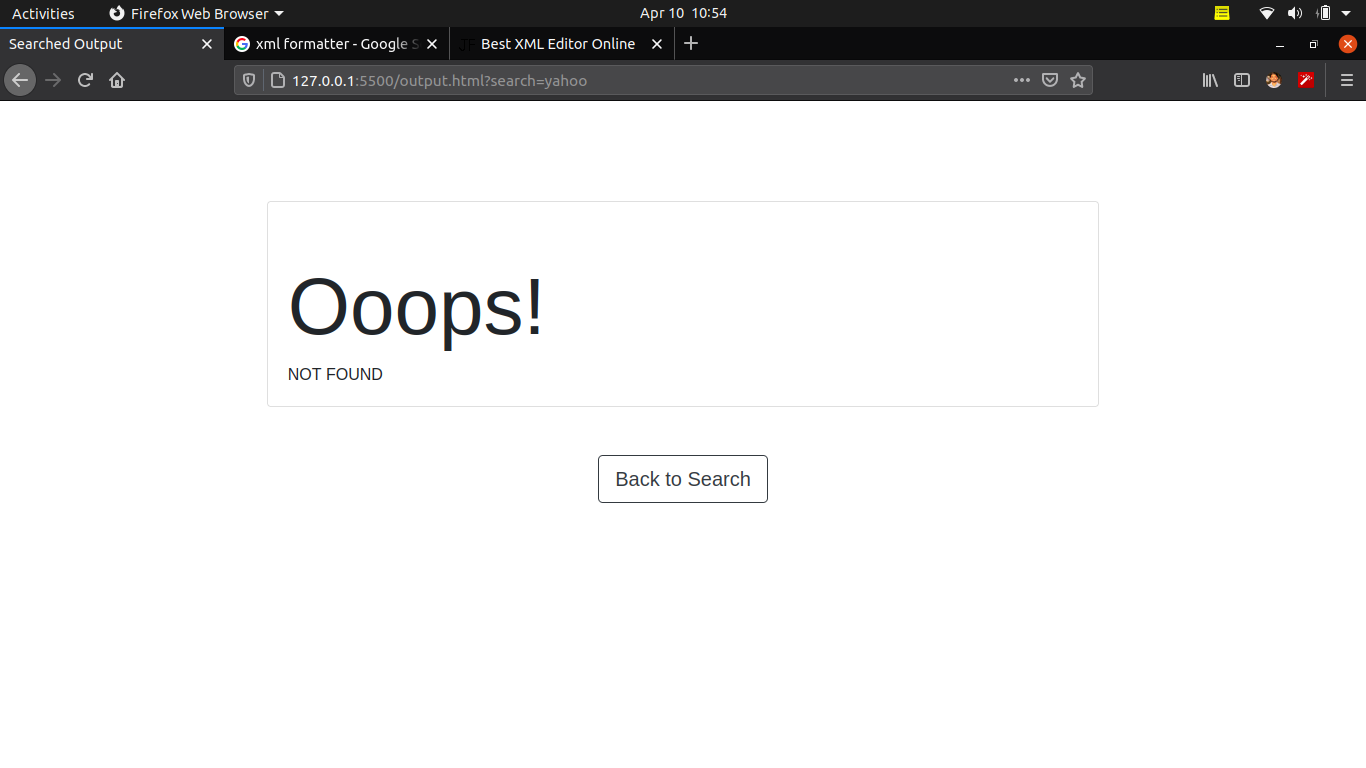 Activities Firefox Web Browser Apr 10 10:54
Searched Output xml formatter - Google S Best XML Editor Online
127.0.0.1:5500/output.html?search=yahoo
Ooops!
NOT FOUND
Back to Search